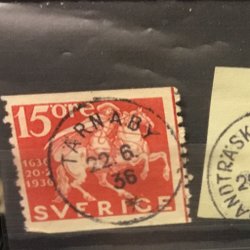 15 ÖRE
1636
20-2
1936
TÄRNABY
22.6.
36
SVERIGE
ANDTRÄSK